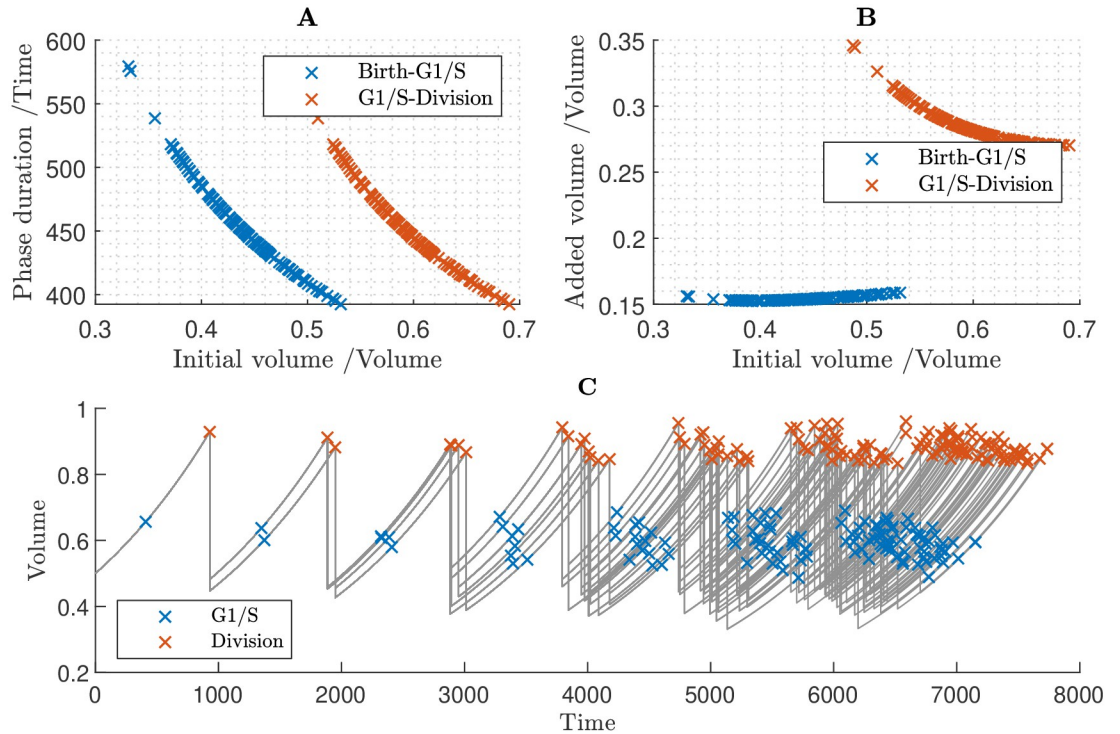 A
Phase duration /Time
600
550
500
450
400
0.3 0.4 0.5 0.6 0.7
Initial volume /Volume
Birth-G1/S
G1/S-Division
B
Added volume /Volume
0.35
0.3
0.25
0.2
0.15
0.3 0.4 0.5 0.6 0.7
Initial volume /Volume
Birth-G1/S
G1/S-Division
C
Volume
1
0.8
0.6
0.4
0.2
0 1000 2000 3000 4000 5000 6000 7000 8000
Time
G1/S
Division